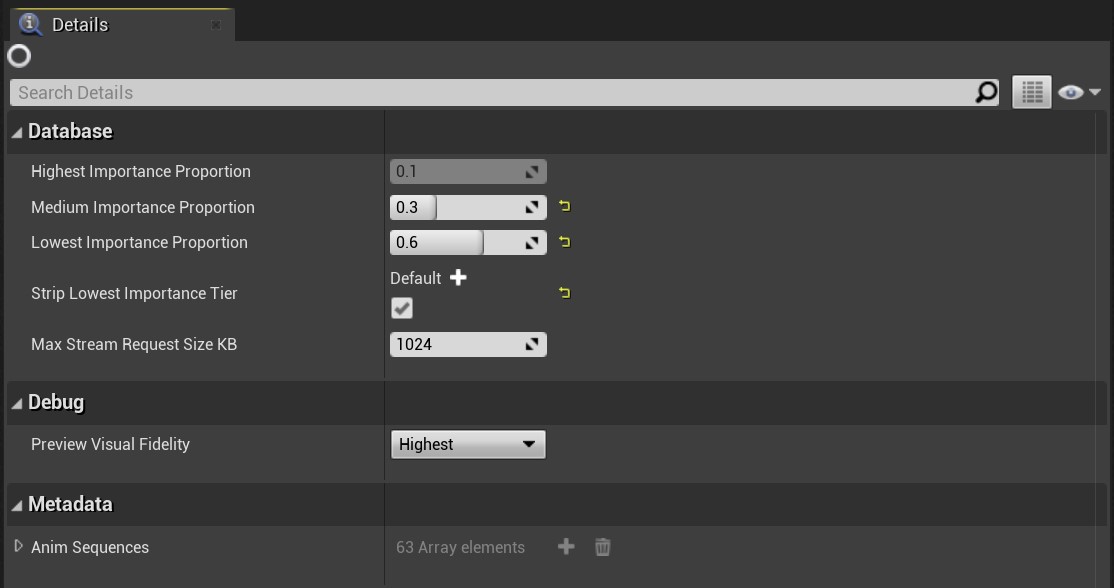 Details
Search Details
Database
Highest Importance Proportion 0.1
Medium Importance Proportion 0.3
Lowest Importance Proportion 0.6
Default
Strip Lowest Importance Tier
Max Stream Request Size KB 1024
Debug
Preview Visual Fidelity Highest
Metadata
Anim Sequences 63 Array elements